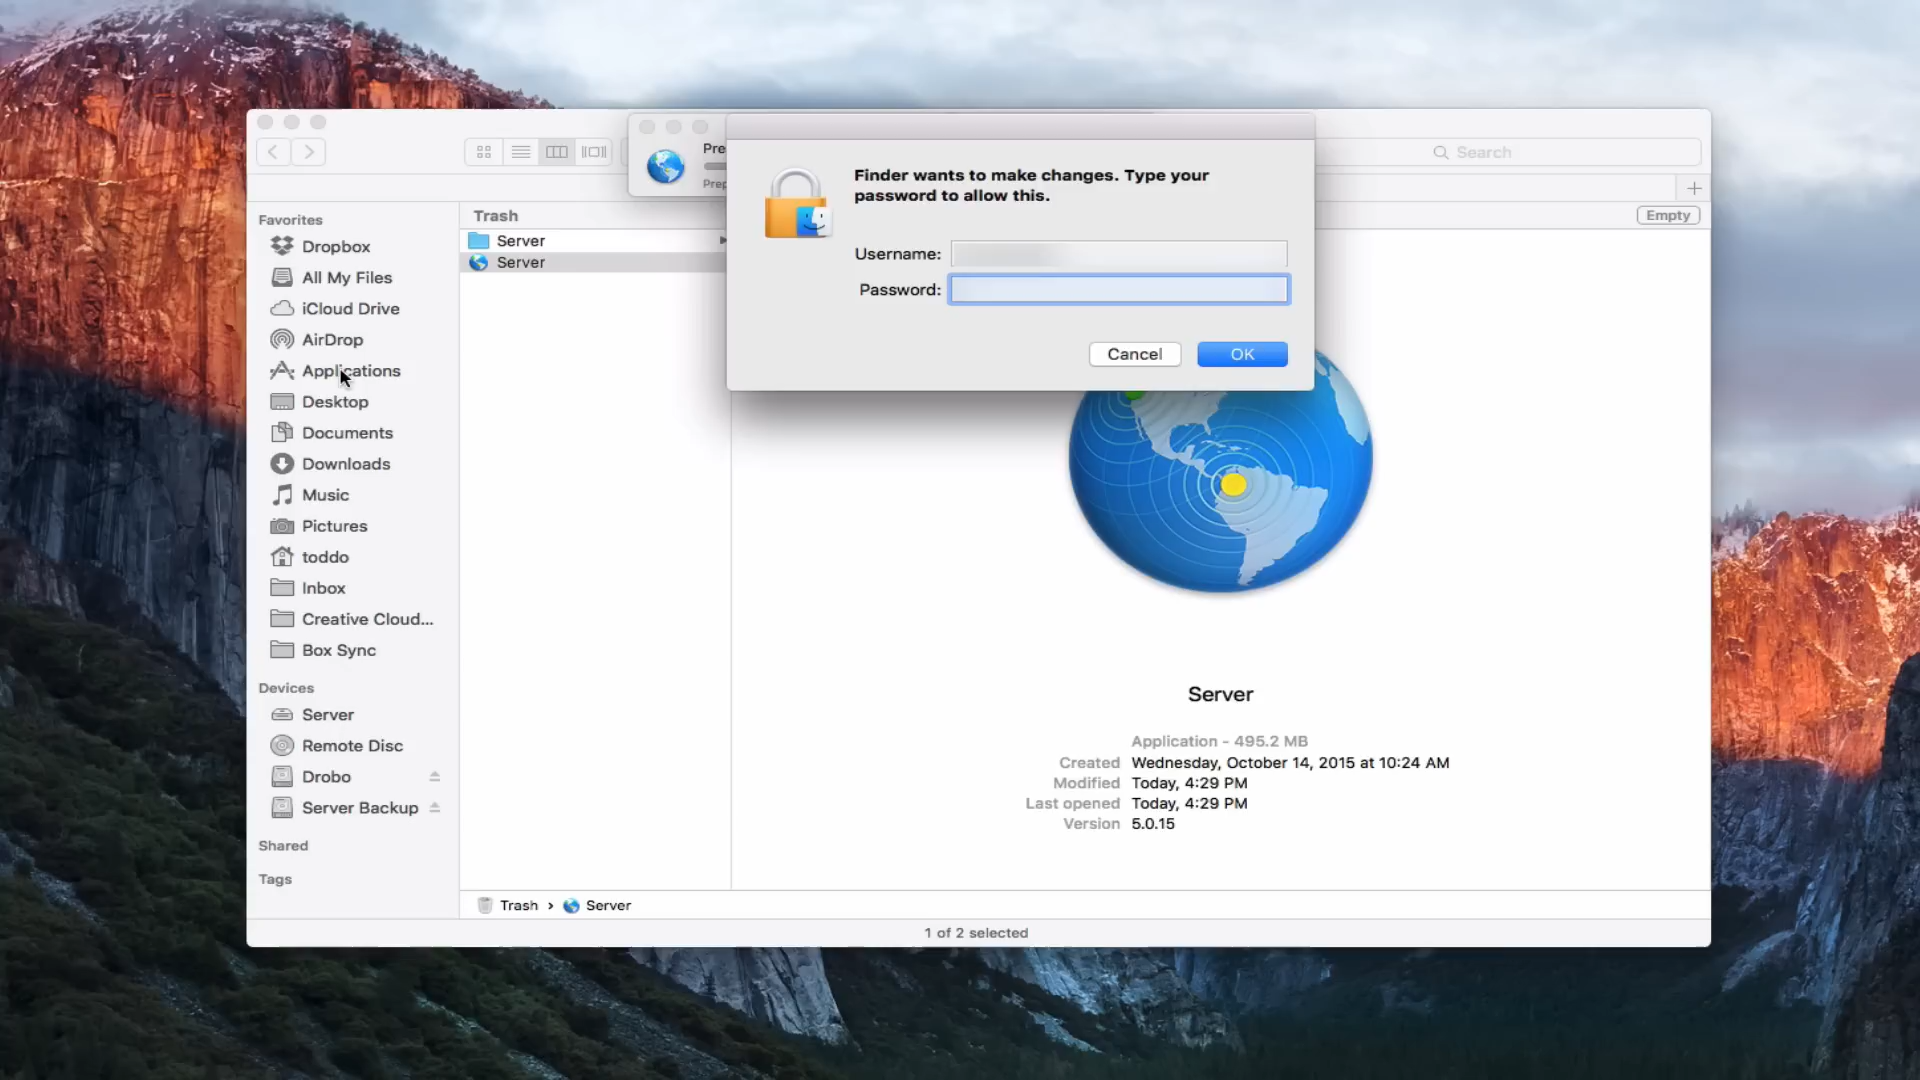 Pre
Prep
Finder wants to make changes. Type your
password to allow this.
Username:
Password:
Cancel
OK
Search
Favorites
Dropbox
All My Files
iCloud Drive
AirDrop
Applications
Desktop
Documents
Downloads
Music
Pictures
toddo
Inbox
Creative Cloud...
Box Sync
Devices
Server
Remote Disc
Drobo
Server Backup
Shared
Tags
Trash
Empty
Server
Server
Server
Application - 495.2 MB
Created Wednesday, October 14, 2015 at 10:24 AM
Modified Today, 4:29 PM
Last opened Today, 4:29 PM
Version 5.0.15
Trash › Server
1 of 2 selected